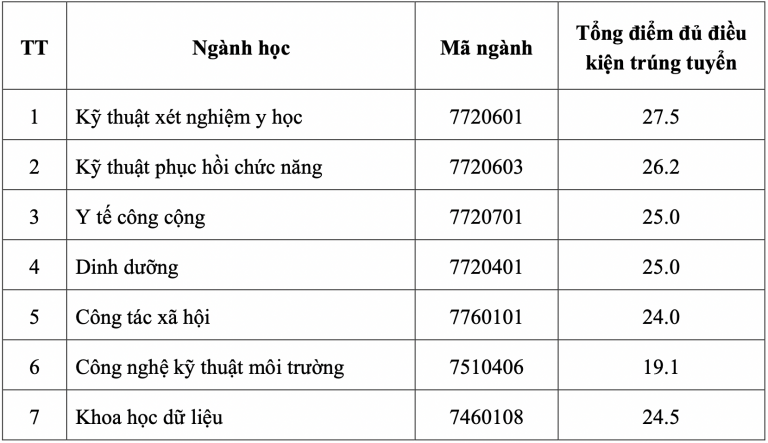 TT Ngành học Mã ngành Tổng điểm đủ điều
kiện trúng tuyển
1 Kỹ thuật xét nghiệm y học 7720601 27.5
2 Kỹ thuật phục hồi chức năng 7720603 26.2
3 Y tế công cộng 7720701 25.0
4 Dinh dưỡng 7720401 25.0
5 Công tác xã hội 7760101 24.0
6 Công nghệ kỹ thuật môi trường 7510406 19.1
7 Khoa học dữ liệu 7460108 24.5